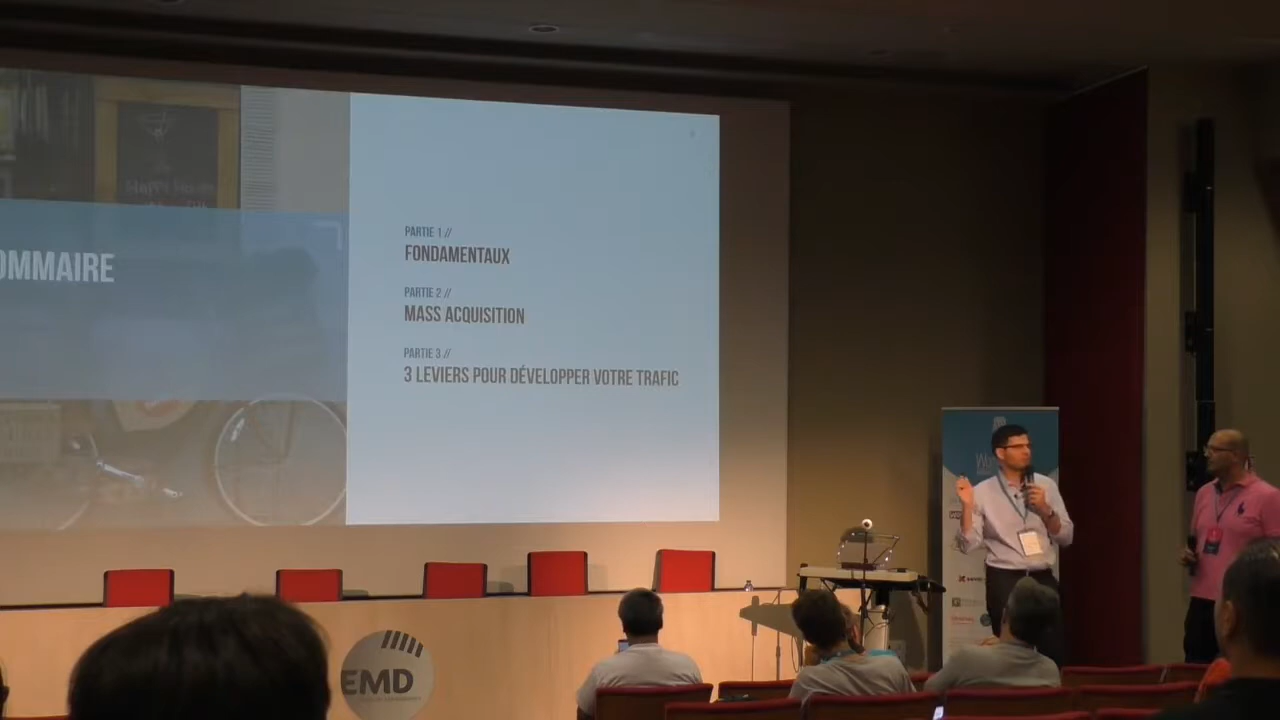 OMMAIRE
PARTIE 1 //
FONDAMENTAUX
PARTIE 2 //
MASS ACQUISITION
PARTIE 3 //
3 LEVIERS POUR DÉVELOPPER VOTRE TRAFIC
EMD